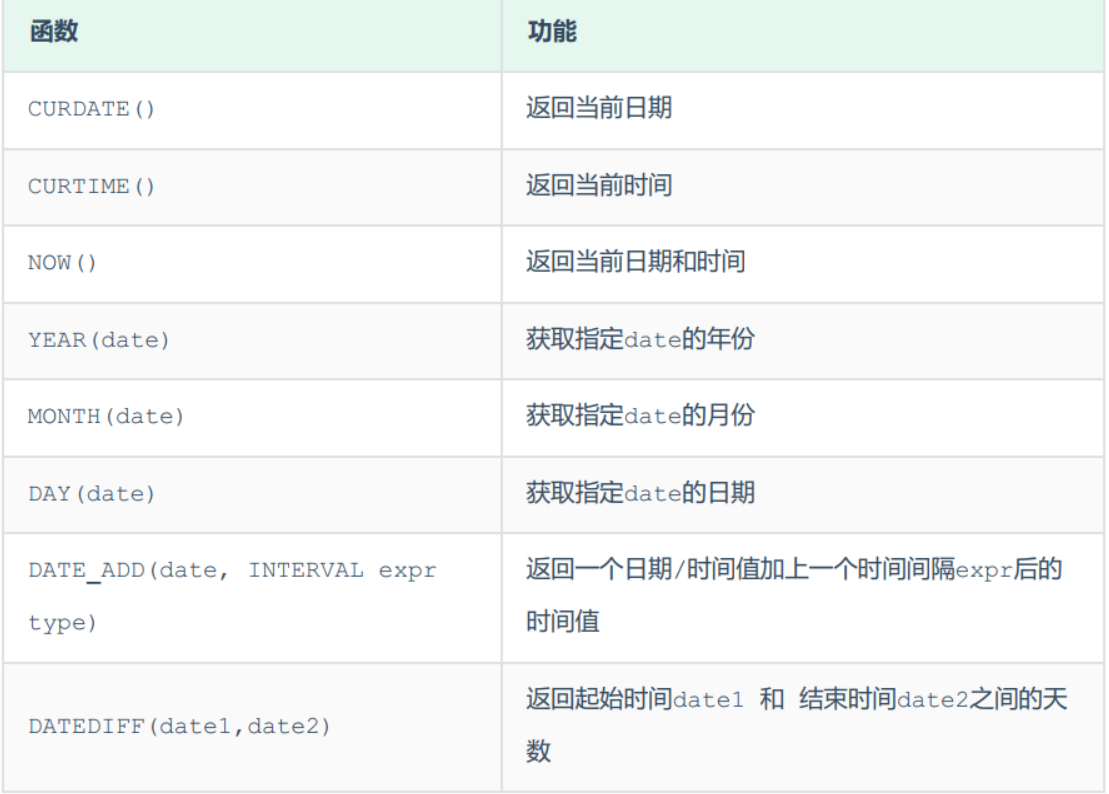 函数 功能
CURDATE() 返回当前日期
CURTIME() 返回当前时间
NOW() 返回当前日期和时间
YEAR(date) 获取指定date的年份
MONTH(date) 获取指定date的月份
DAY(date) 获取指定date的日期
DATE_ADD(date, INTERVAL expr
type)
返回一个日期/时间值加上一个时间间隔expr后的
时间值
DATEDIFF(date1,date2)
返回起始时间date1 和 结束时间date2之间的天
数